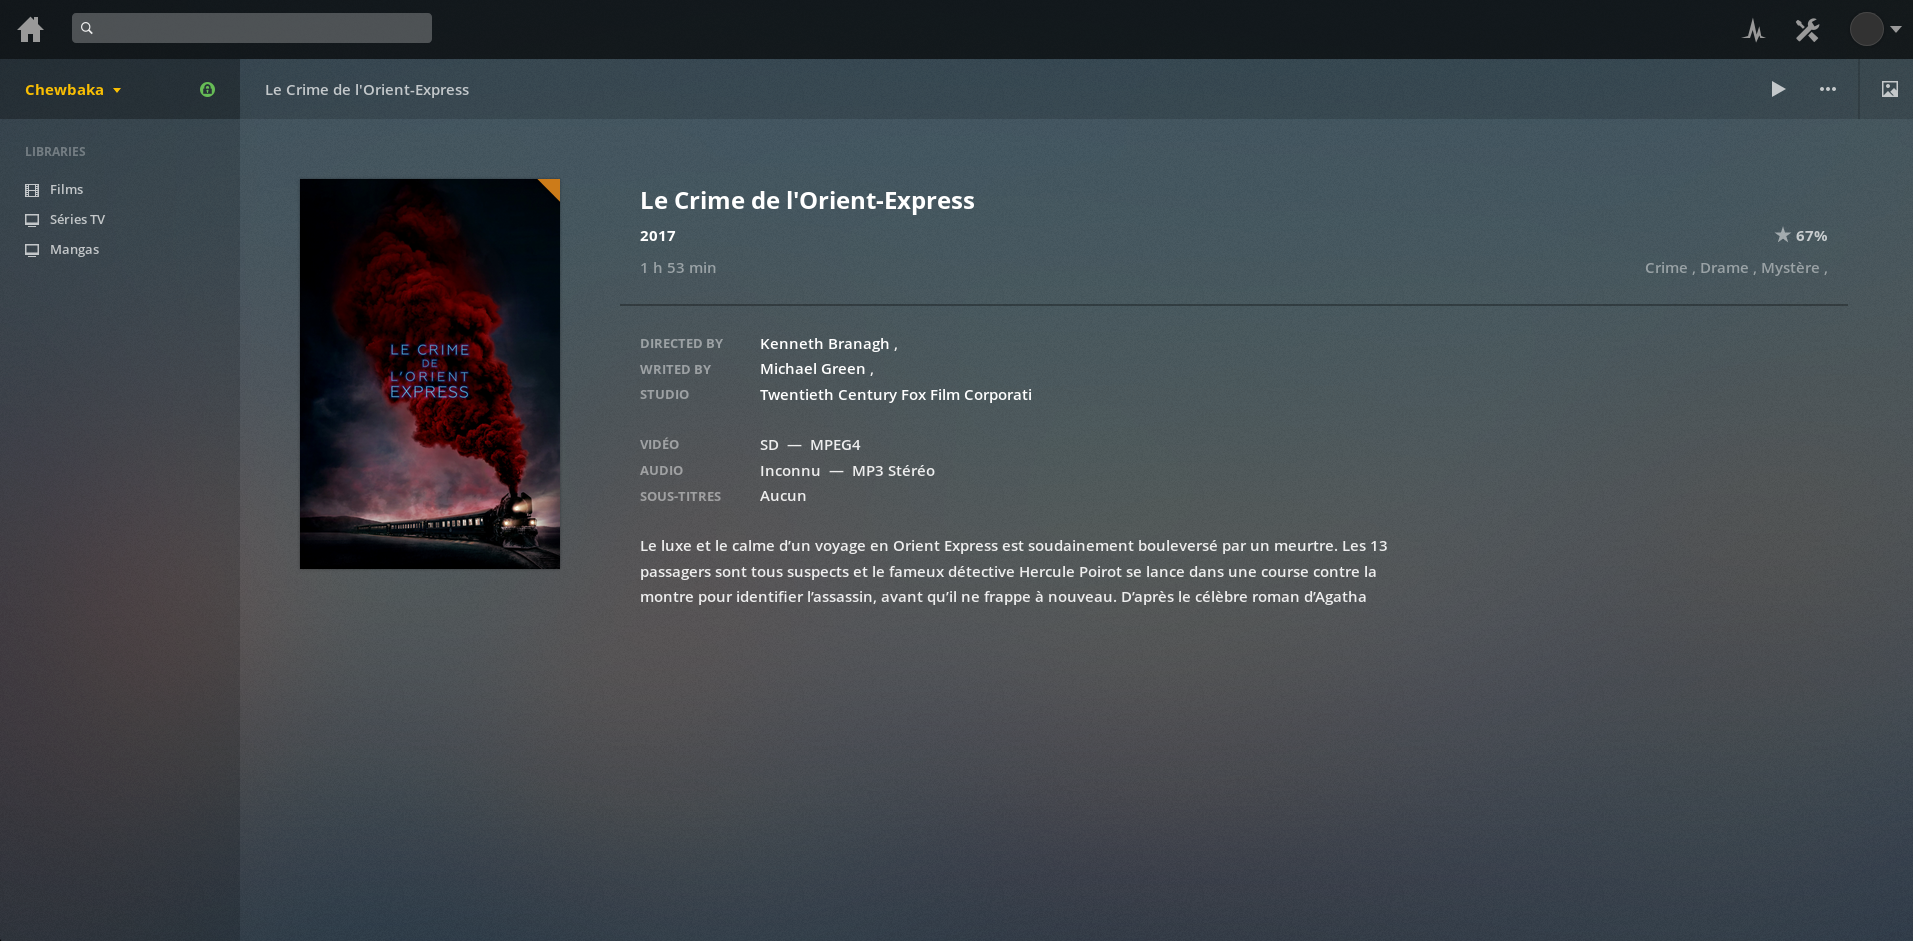 Chewbaka
Le Crime de l'Orient-Express
LIBRARIES
Films
Séries TV
Mangas
LE CRIME
DE
L'ORIENT
EXPRESS
Le Crime de l'Orient-Express
2017
67%
1 h 53 min
Crime , Drame , Mystère ,
DIRECTED BY Kenneth Branagh ,
WRITED BY Michael Green ,
STUDIO Twentieth Century Fox Film Corporati
VIDÉO SD — MPEG4
AUDIO Inconnu — MP3 Stéréo
SOUS-TITRES Aucun
Le luxe et le calme d’un voyage en Orient Express est soudainement bouleversé par un meurtre. Les 13
passagers sont tous suspects et le fameux détective Hercule Poirot se lance dans une course contre la
montre pour identifier l’assassin, avant qu’il ne frappe à nouveau. D’après le célèbre roman d’Agatha